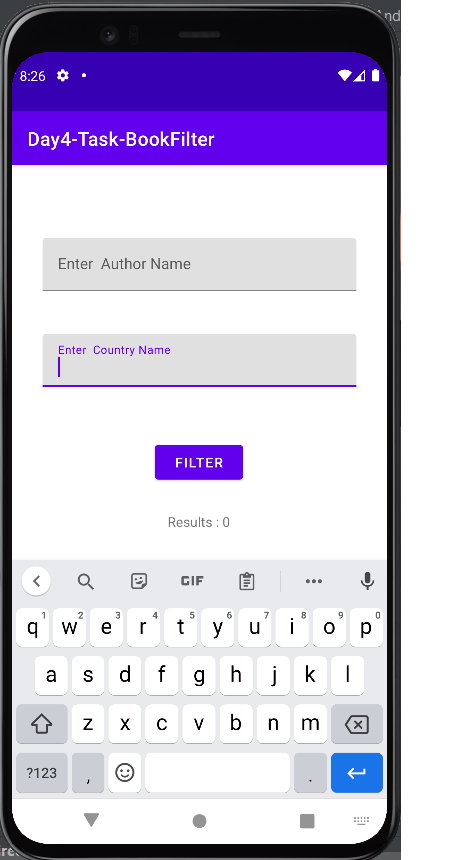 And
8:26
Day4-Task-BookFilter
Enter  Author Name
Enter  Country Name
FILTER
Results : 0
GIF
q1 w2 e3 r4 t5 y6 u7 i8 o9 p0
a s d f g h j k l
z x c v b n m
?123 , .